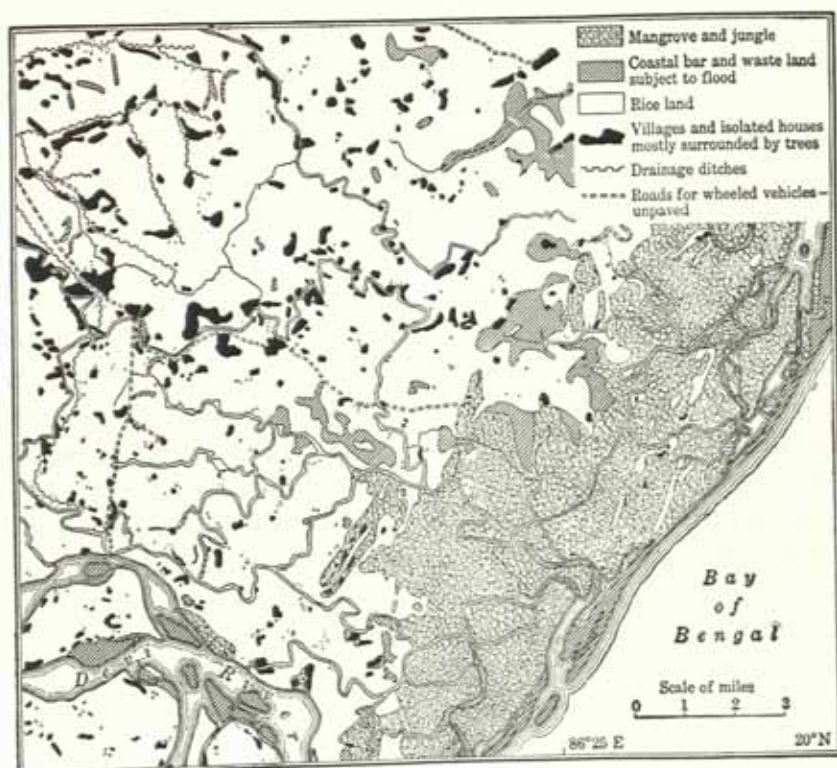 Mangrove and jungle
Coastal bar and waste land
subject to flood
Rice land
Villages and isolated houses
mostly surrounded by trees
Drainage ditches
Roads for wheeled vehicles -
unpaved
Bay
of
Bengal
Devi R.
Scale of miles
0 1 2 3
86°25 E 20°N